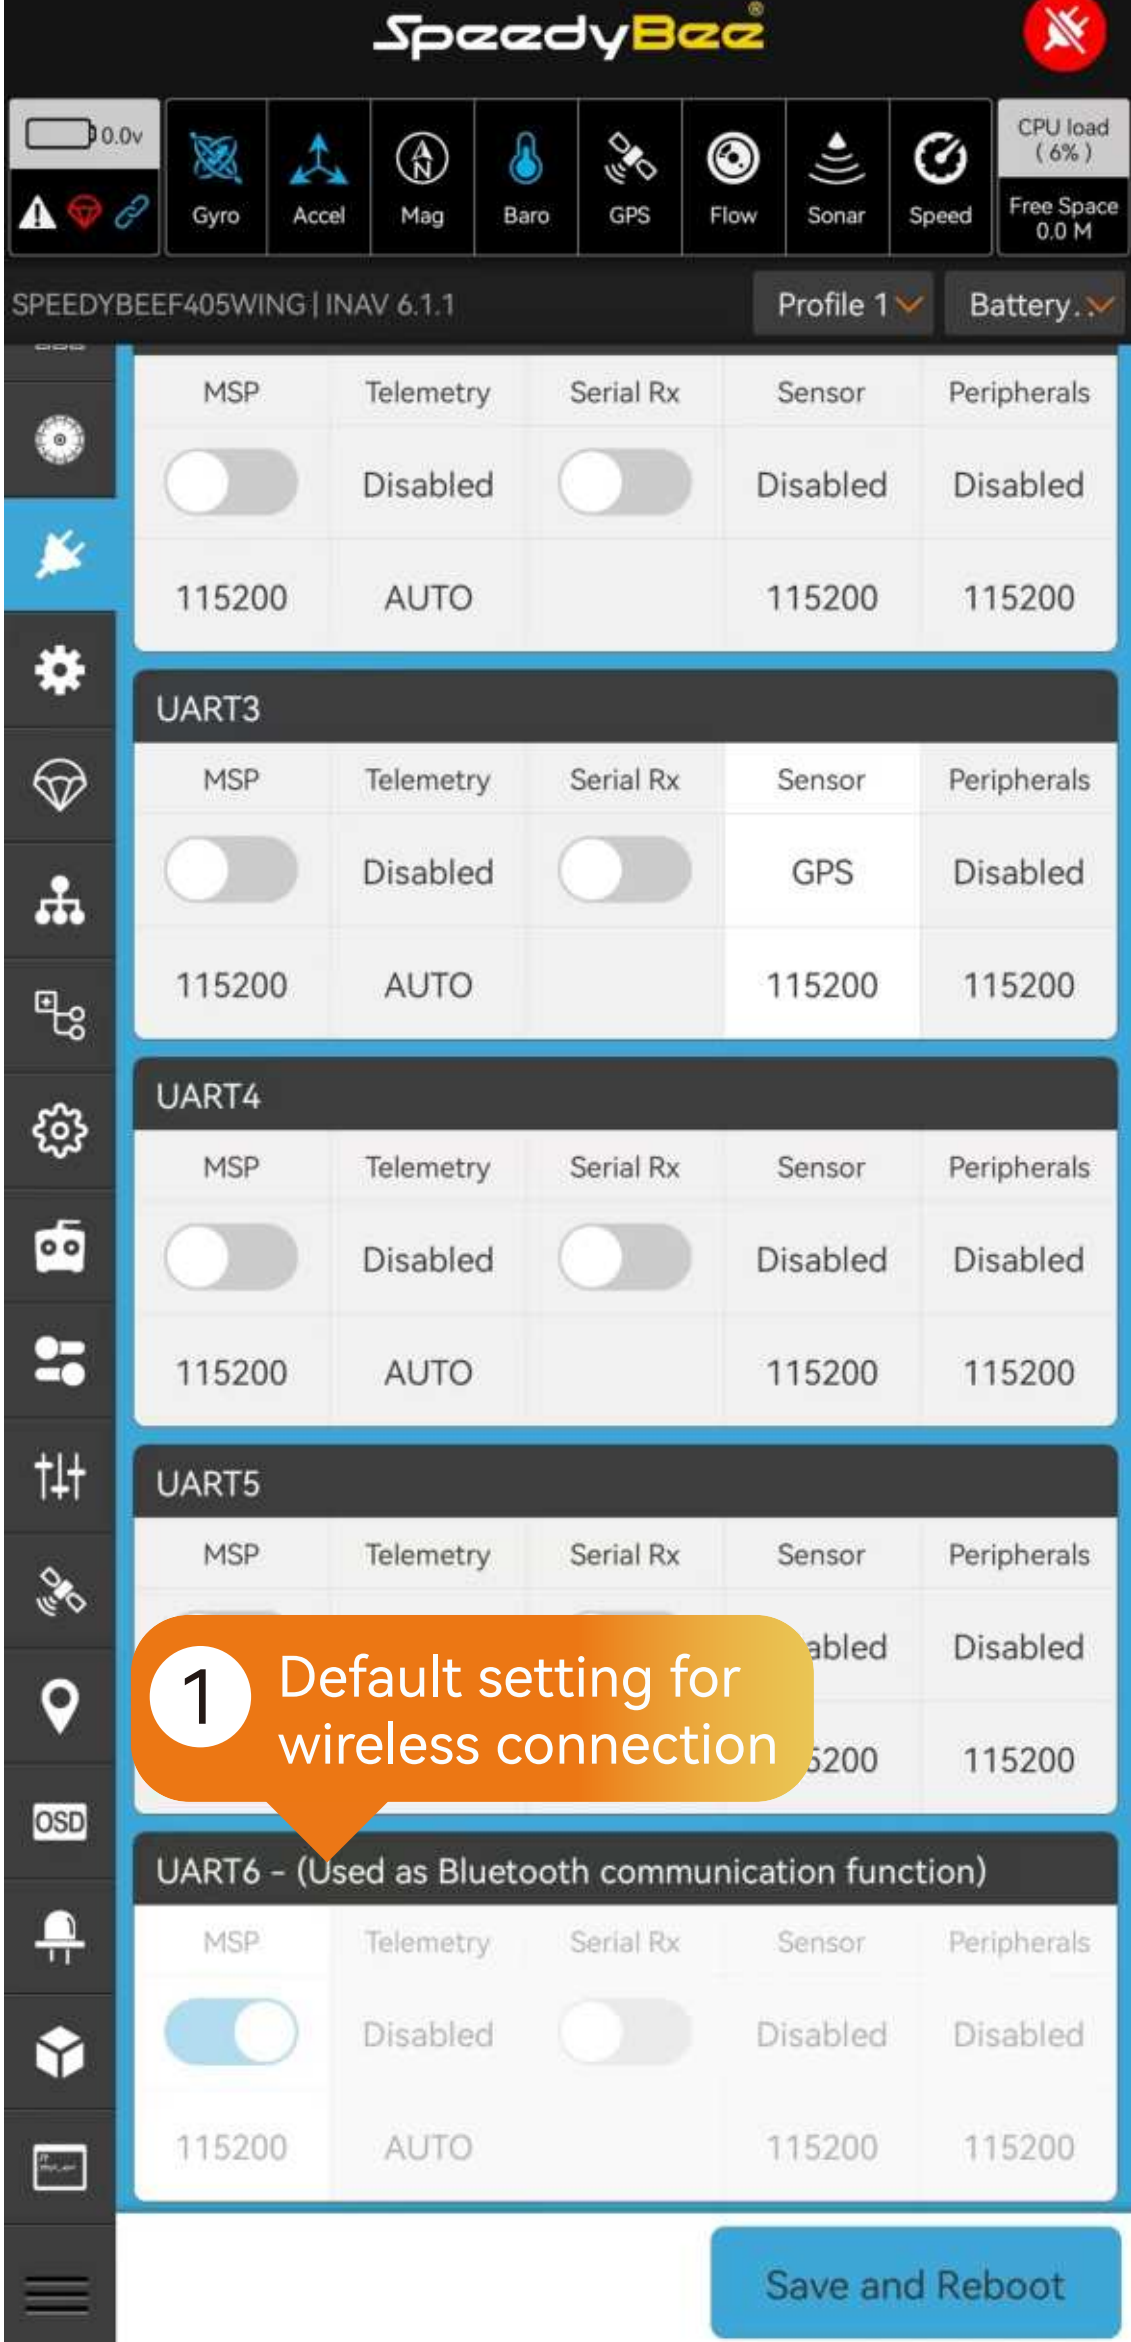 SpeedyBee®
0.0v
Gyro Accel Mag Baro GPS Flow Sonar Speed
CPU load
( 6% )
Free Space
0.0 M
SPEEDYBEEF405WING | INAV 6.1.1
Profile 1
Battery. .
MSP Telemetry Serial Rx Sensor Peripherals
Disabled Disabled Disabled
115200 AUTO 115200 115200
UART3
MSP Telemetry Serial Rx Sensor Peripherals
Disabled GPS Disabled
115200 AUTO 115200 115200
UART4
MSP Telemetry Serial Rx Sensor Peripherals
Disabled Disabled Disabled
115200 AUTO 115200 115200
UART5
MSP Telemetry Serial Rx Sensor Peripherals
abled Disabled
5200 115200
1 Default setting for
wireless connection
UART6 - (Used as Bluetooth communication function)
MSP Telemetry Serial Rx Sensor Peripherals
Disabled Disabled Disabled
115200 AUTO 115200 115200
OSD
Save and Reboot